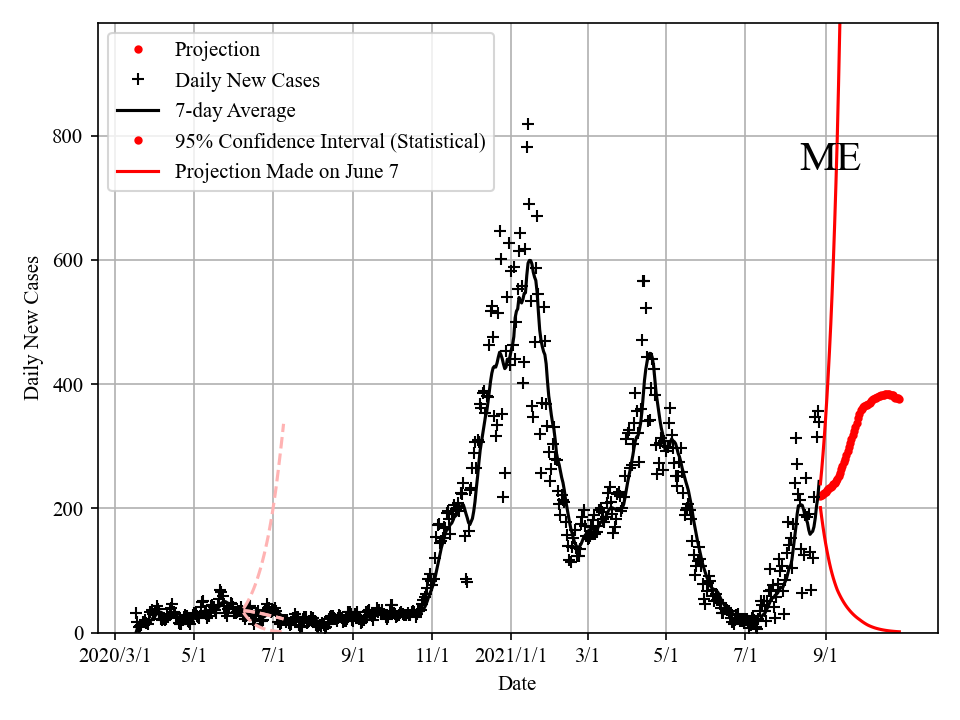 Projection
Daily New Cases
7-day Average
95% Confidence Interval (Statistical)
Projection Made on June 7
ME
800
600
400
200
0
Daily New Cases
2020/3/1 5/1 7/1 9/1 11/1 2021/1/1 3/1 5/1 7/1 9/1
Date